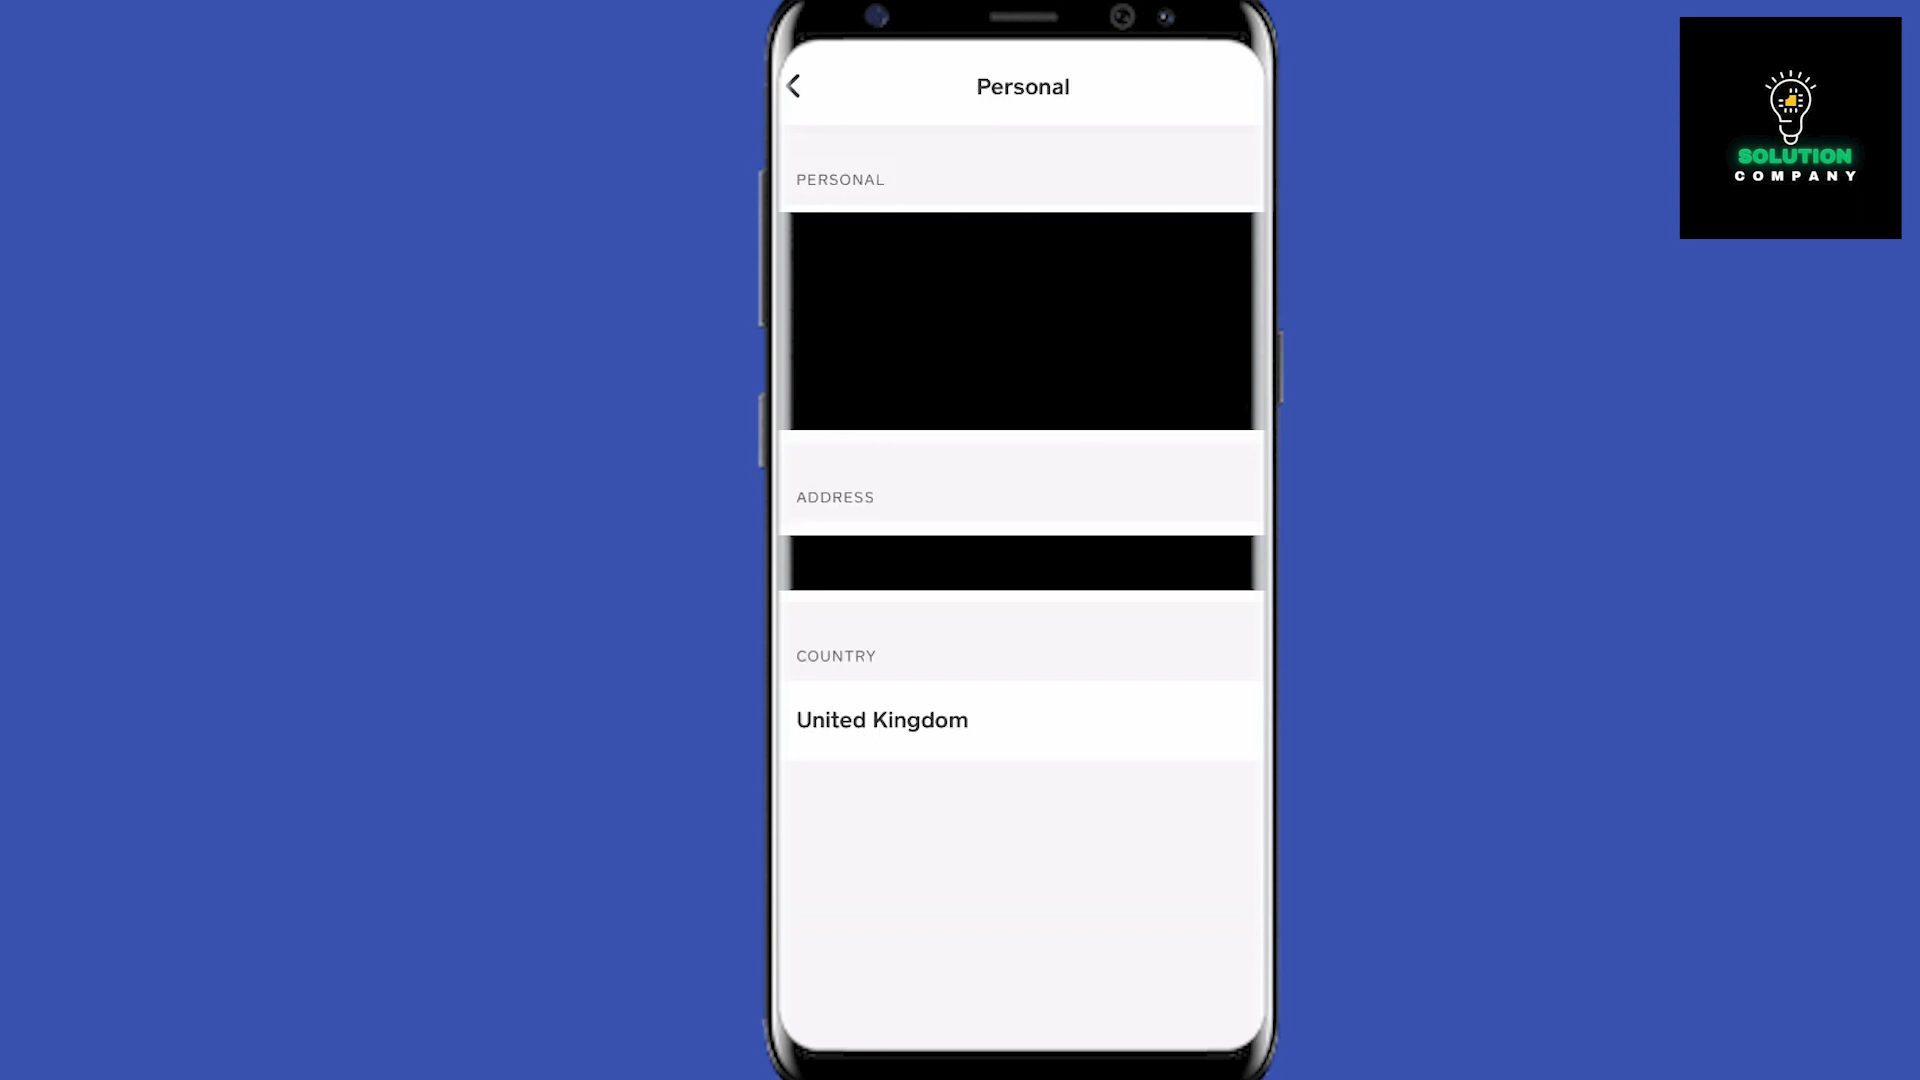 Personal
PERSONAL
ADDRESS
COUNTRY
United Kingdom
SOLUTION
COMPANY